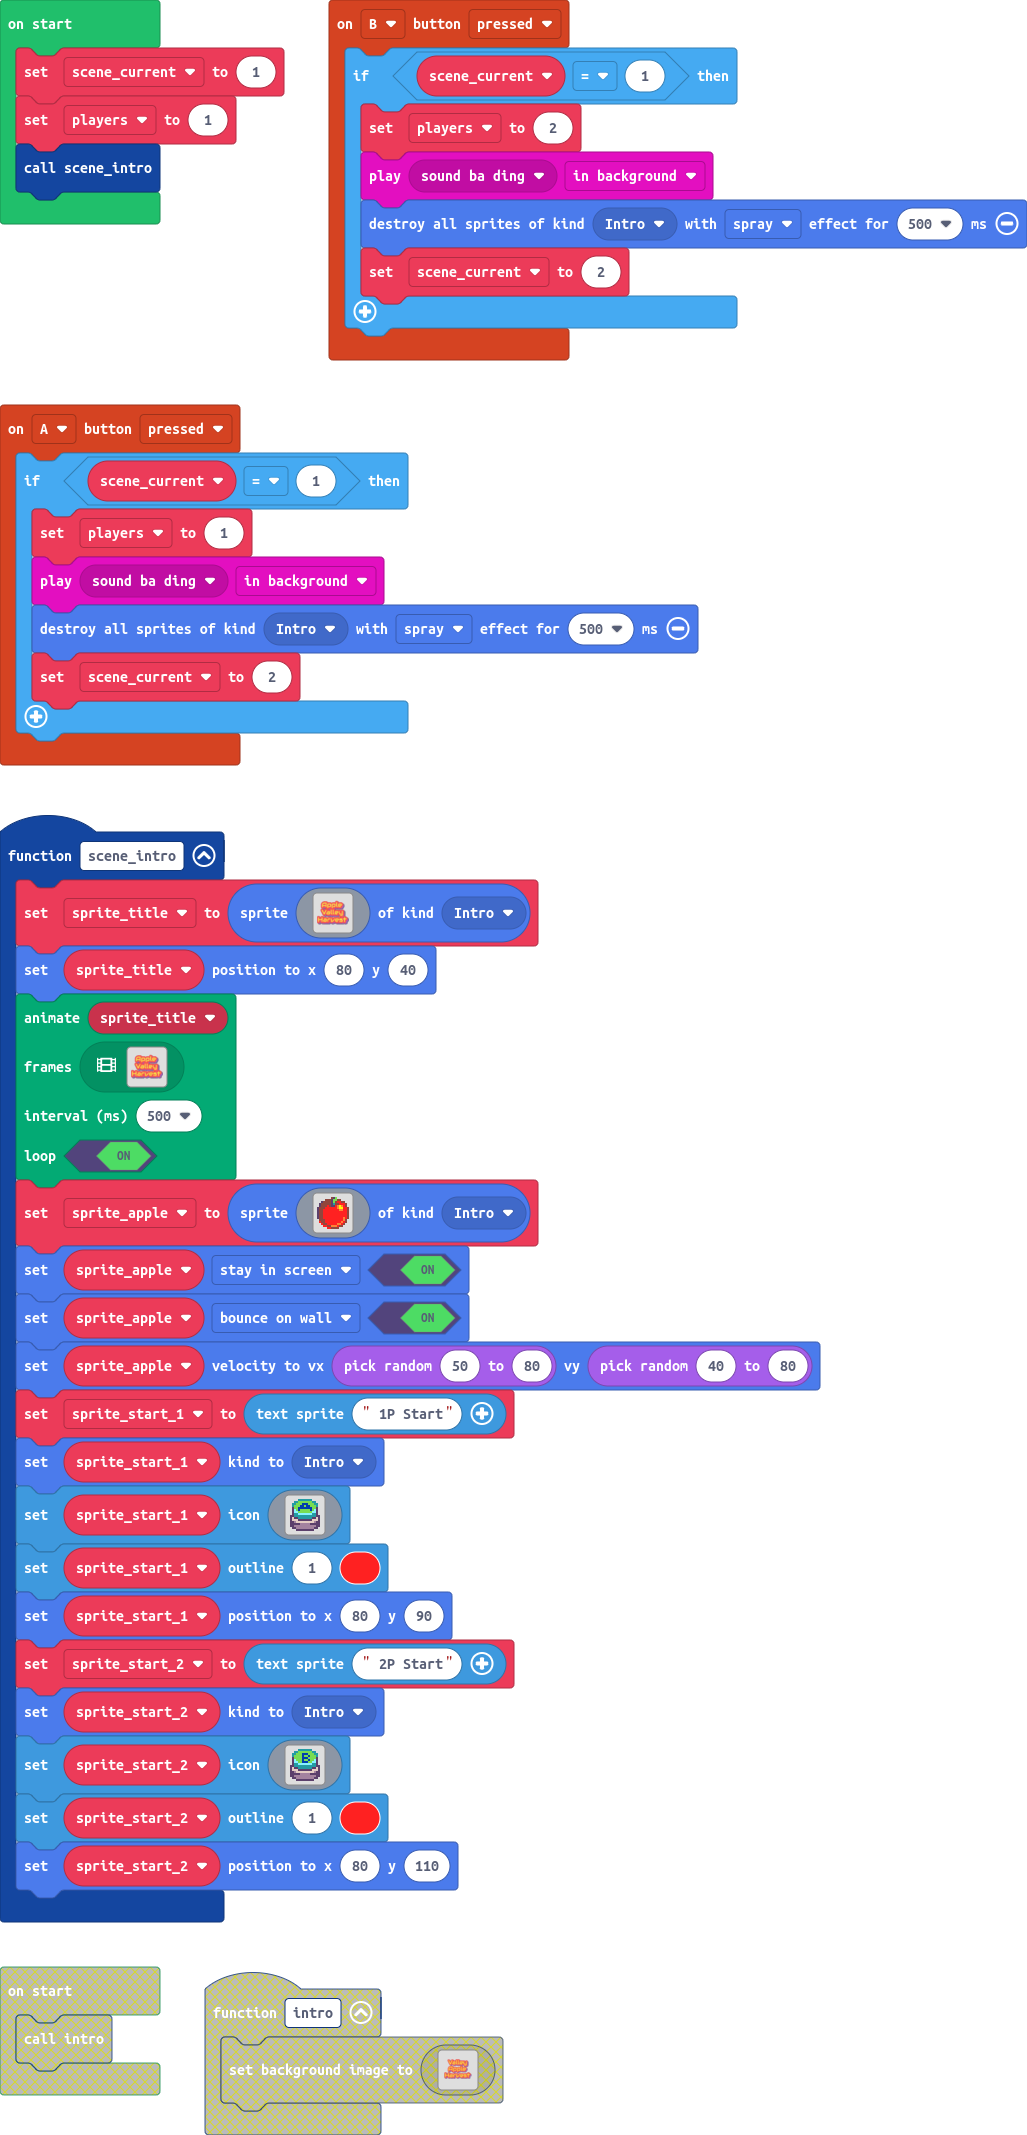 on start
set scene_current to 1
set players to 1
call scene_intro
on B button pressed
if scene_current = 1 then
set players to 2
play sound ba ding in background
destroy all sprites of kind Intro with spray effect for 500 ms
set scene_current to 2
on A button pressed
if scene_current = 1 then
set players to 1
play sound ba ding in background
destroy all sprites of kind Intro with spray effect for 500 ms
set scene_current to 2
function scene_intro
set sprite_title to sprite Apple Valley Harvest of kind Intro
set sprite_title position to x 80 y 40
animate sprite_title
frames Apple Valley Harvest
interval (ms) 500
loop ON
set sprite_apple to sprite of kind Intro
set sprite_apple stay in screen ON
set sprite_apple bounce on wall ON
set sprite_apple velocity to vx pick random 50 to 80 vy pick random 40 to 80
set sprite_start_1 to text sprite " 1P Start"
set sprite_start_1 kind to Intro
set sprite_start_1 icon A
set sprite_start_1 outline 1
set sprite_start_1 position to x 80 y 90
set sprite_start_2 to text sprite " 2P Start"
set sprite_start_2 kind to Intro
set sprite_start_2 icon B
set sprite_start_2 outline 1
set sprite_start_2 position to x 80 y 110
on start
call intro
function intro
set background image to Valley Apple Harvest